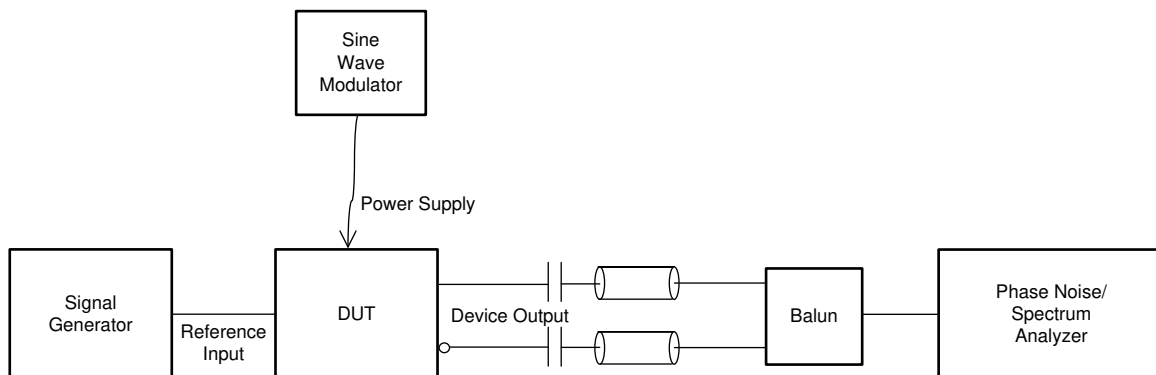 Sine
Wave
Modulator
Power Supply
Signal
Generator
Reference
Input
DUT
Device Output
Balun
Phase Noise/
Spectrum
Analyzer